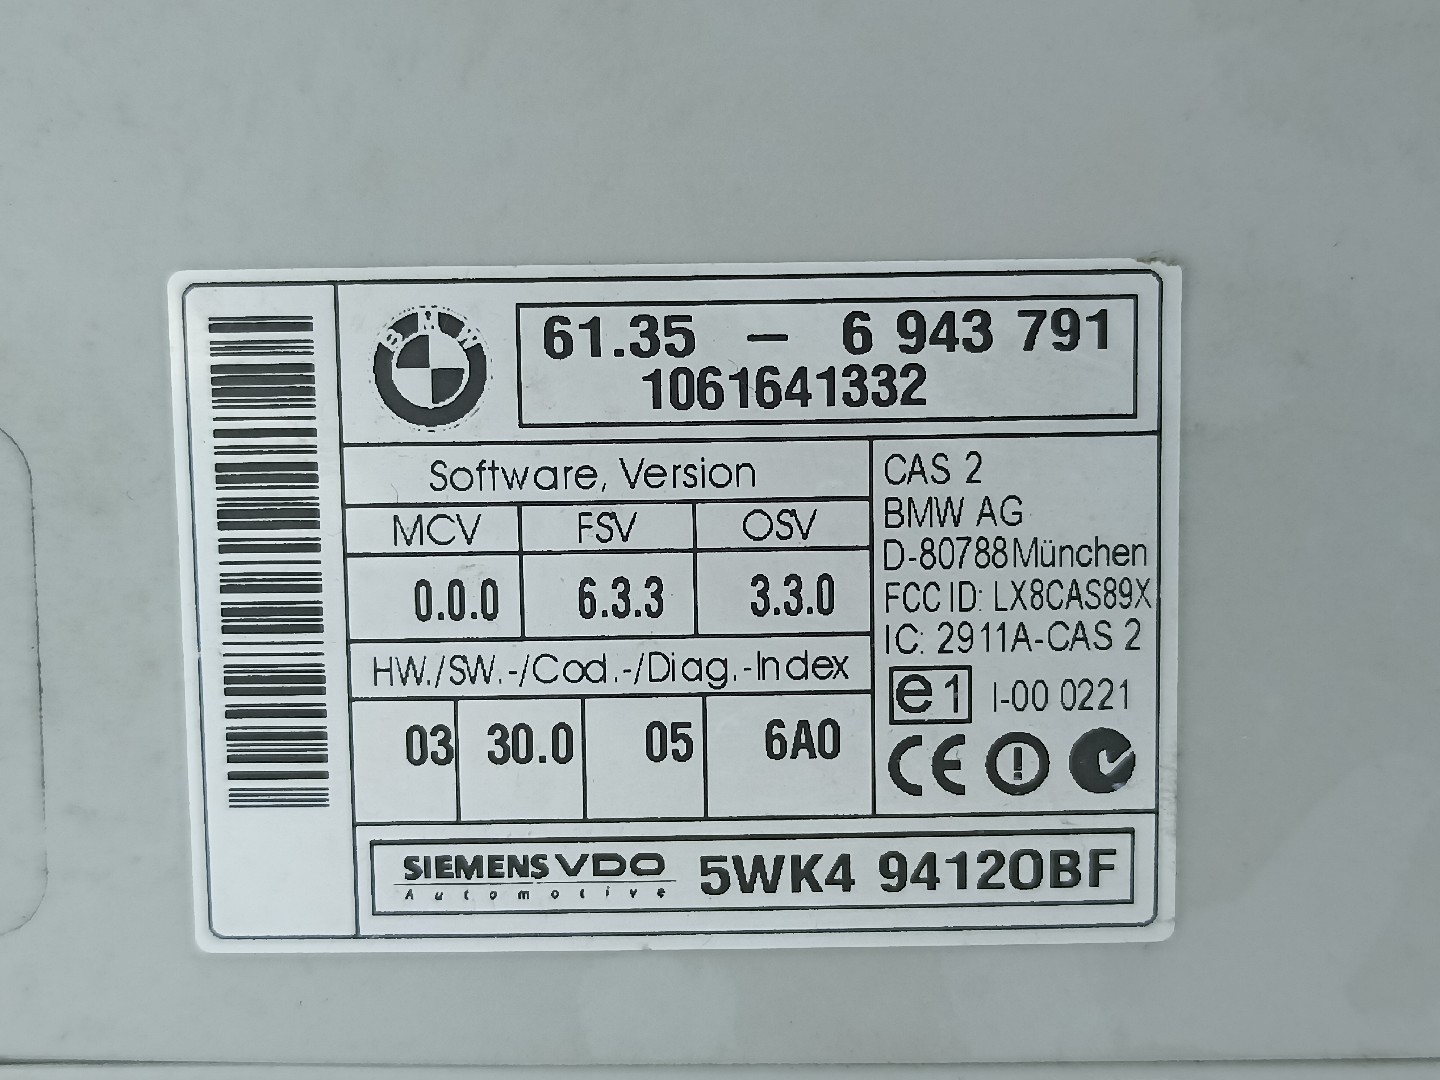 BMW
61.35 – 6 943 791
1061641332
Software, Version
MCV FSV OSV
0.0.0 6.3.3 3.3.0
HW./SW.-/Cod.-/Diag.-Index
03 30.0 05 6A0
CAS 2
BMW AG
D-80788 München
FCC ID: LX8CAS89X
IC: 2911A-CAS 2
e1 I-00 0221
CE
SIEMENS VDO
Automotive
5WK4 94120BF